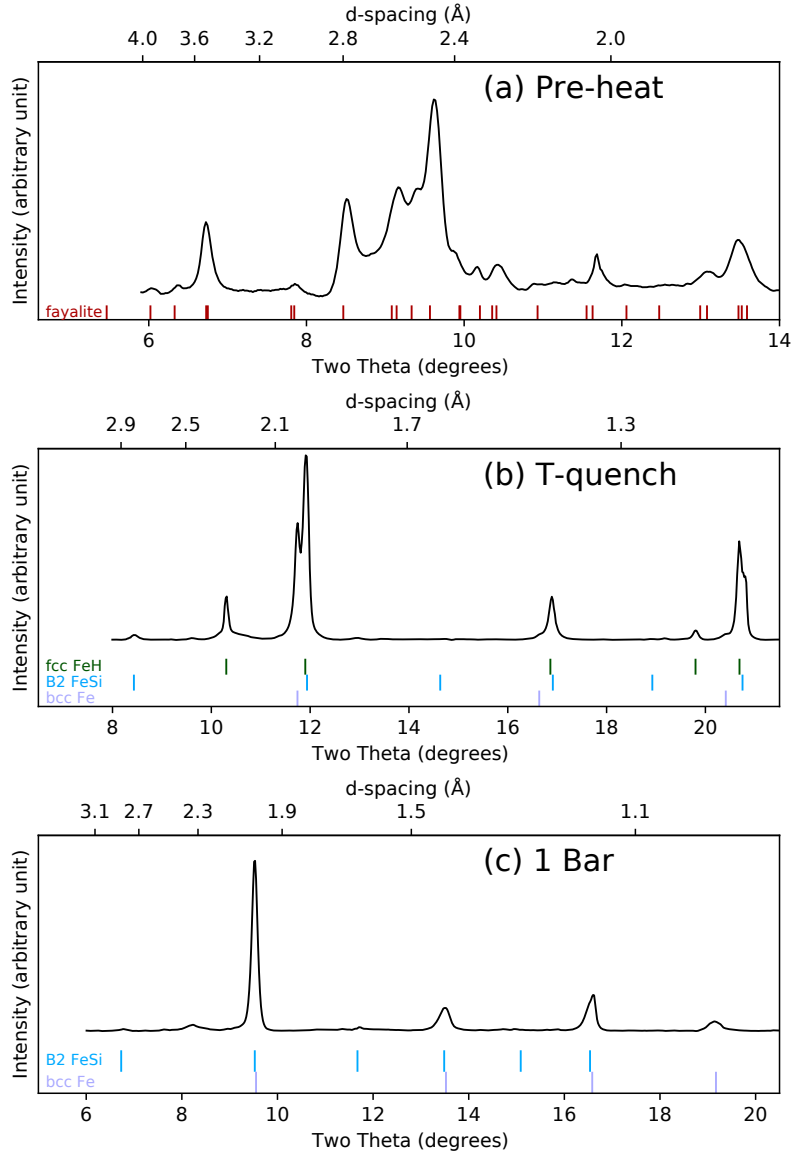 d-spacing (Å)
4.0 3.6 3.2 2.8 2.4 2.0
(a) Pre-heat
Intensity (arbitrary unit)
fayalite
6 8 10 12 14
Two Theta (degrees)
d-spacing (Å)
2.9 2.5 2.1 1.7 1.3
(b) T-quench
Intensity (arbitrary unit)
fcc FeH
B2 FeSi
bcc Fe
8 10 12 14 16 18 20
Two Theta (degrees)
d-spacing (Å)
3.1 2.7 2.3 1.9 1.5 1.1
(c) 1 Bar
Intensity (arbitrary unit)
B2 FeSi
bcc Fe
6 8 10 12 14 16 18 20
Two Theta (degrees)